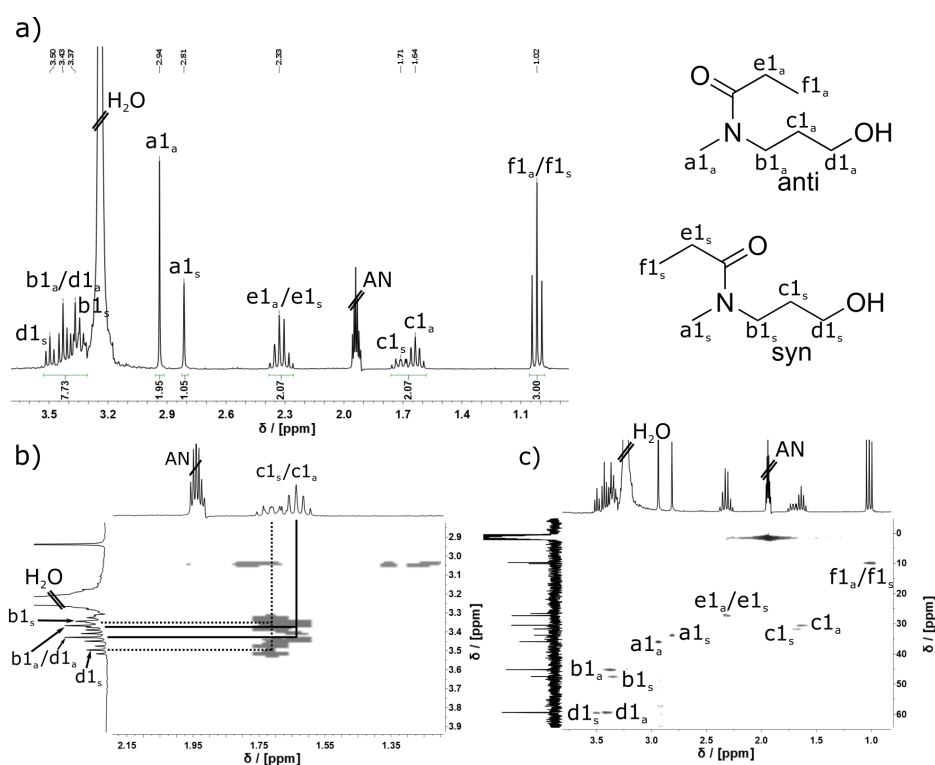 a)
3.50
3.43
3.37
2.94
2.81
2.33
1.71
1.64
1.02
H₂O
a1ₐ
f1ₐ/f1ₛ
b1ₐ/d1ₐ
b1ₛ
d1ₛ
a1ₛ
e1ₐ/e1ₛ
AN
c1ₛ
c1ₐ
7.73
1.95
1.05
2.07
2.07
3.00
3.5 3.2 2.9 2.6 2.3 2.0 1.7 1.4 1.1
δ / [ppm]
O
e1ₐ
f1ₐ
N
c1ₐ
OH
a1ₐ
b1ₐ
d1ₐ
anti
e1ₛ
O
f1ₛ
N
c1ₛ
OH
a1ₛ
b1ₛ
d1ₛ
syn
b)
AN
c1ₛ/c1ₐ
H₂O
b1ₛ
b1ₐ/d1ₐ
d1ₛ
2.9
3.0
3.1
3.2
3.3
3.4
3.5
3.6
3.7
3.8
3.9
δ / [ppm]
2.15 1.95 1.75 1.55 1.35
δ / [ppm]
c)
H₂O
AN
f1ₐ/f1ₛ
e1ₐ/e1ₛ
c1ₐ
c1ₛ
a1ₐ
a1ₛ
b1ₐ
b1ₛ
d1ₛ
d1ₐ
0
10
20
30
40
50
60
δ / [ppm]
3.5 3.0 2.5 2.0 1.5 1.0
δ / [ppm]